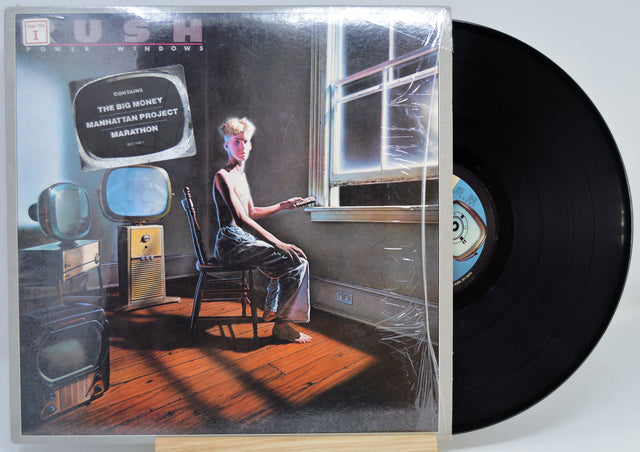 RUSH
POWER WINDOWS
CONTAINS
THE BIG MONEY
MANHATTAN PROJECT
MARATHON